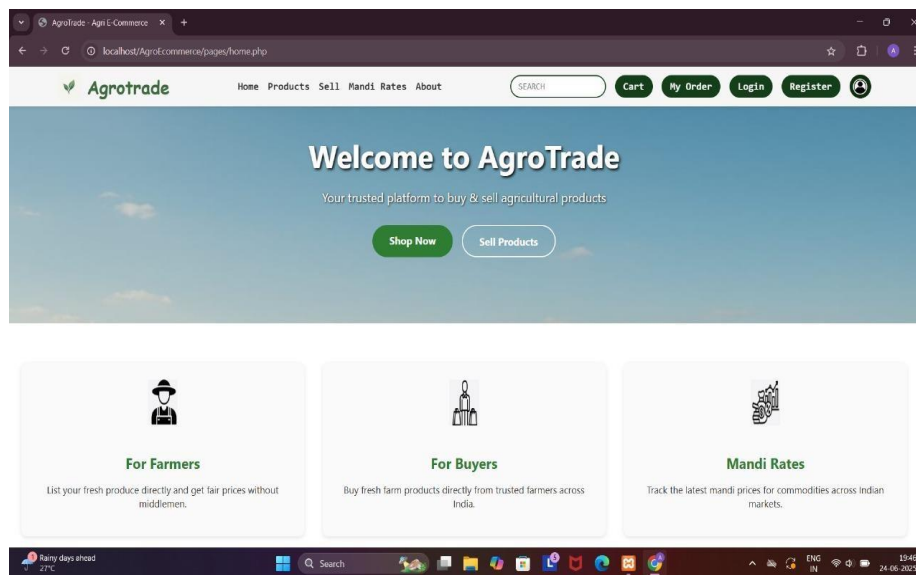 AgroTrade - Agri E-Commerce
localhost/AgroEcommerce/pages/home.php
Agrotrade
Home Products Sell Mandi Rates About
SEARCH
Cart
My Order
Login
Register
Welcome to AgroTrade
Your trusted platform to buy & sell agricultural products
Shop Now
Sell Products
For Farmers
List your fresh produce directly and get fair prices without
middlemen.
For Buyers
Buy fresh farm products directly from trusted farmers across
India.
Mandi Rates
Track the latest mandi prices for commodities across Indian
markets.
Rainy days ahead
27°C
Search
ENG
IN
19:46
24-06-2025